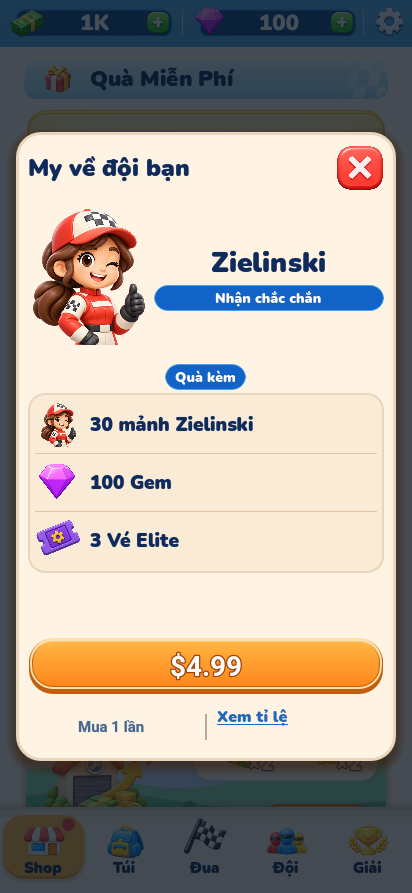 1K
100
Quà Miễn Phí
My về đội bạn
Zielinski
Nhận chắc chắn
Quà kèm
30 mảnh Zielinski
100 Gem
3 Vé Elite
$4.99
Mua 1 lần
Xem tỉ lệ
Shop
Túi
Đua
Đội
Giải